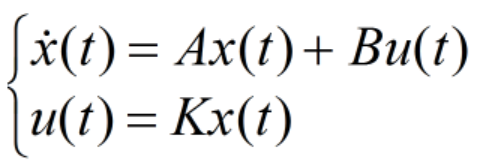 ẋ(t) = Ax(t) + Bu(t)
u(t) = Kx(t)